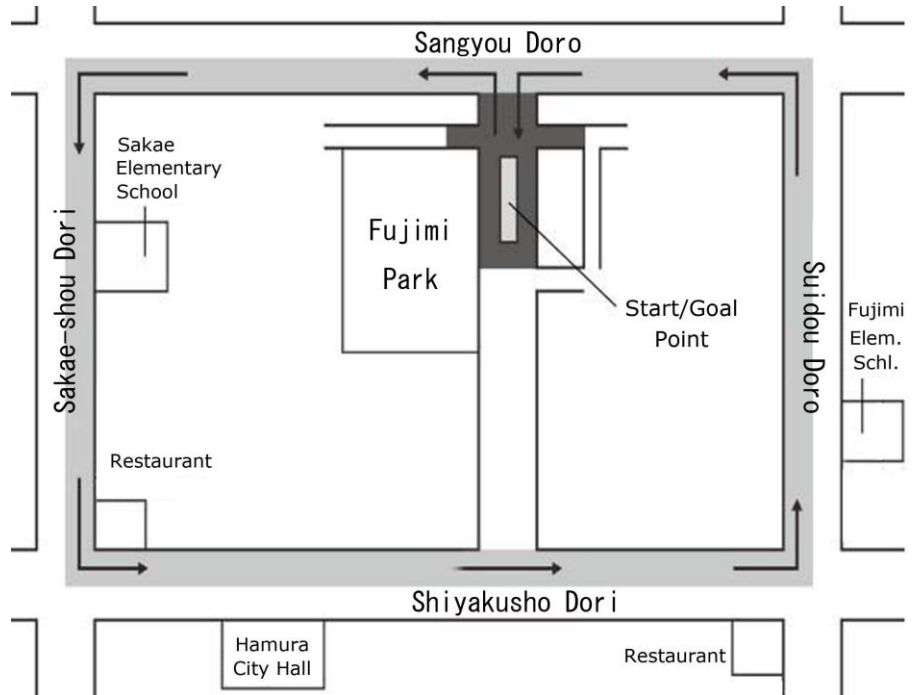 Sangyou Doro
Sakae
Elementary
School
Fujimi
Park
Sakae-shou Dori
Start/Goal
Point
Suidou Doro
Fujimi
Elem.
Schl.
Restaurant
Shiyakusho Dori
Hamura
City Hall
Restaurant